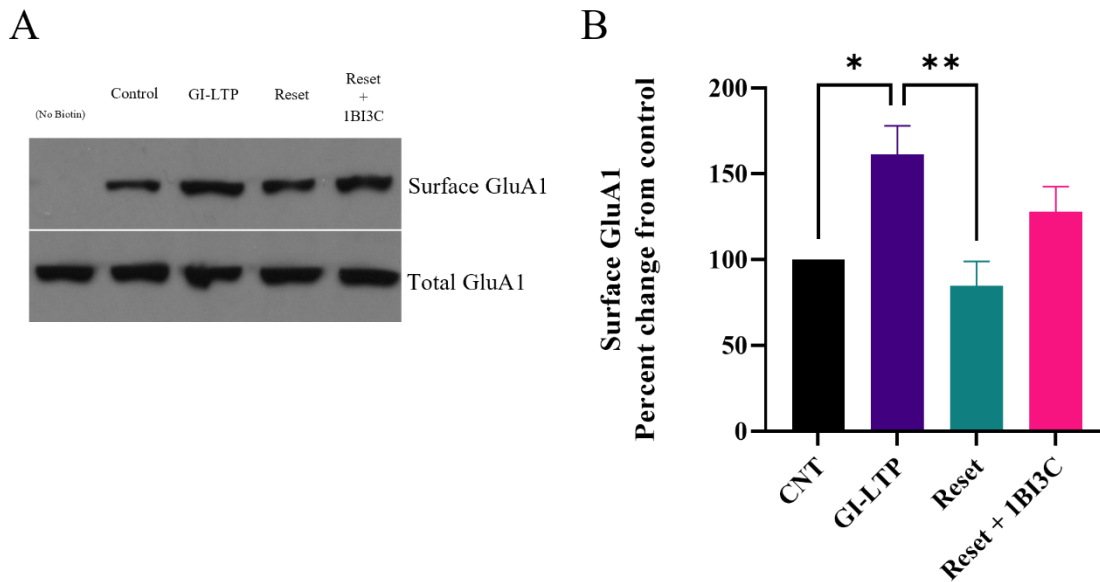 A
(No Biotin)
Control
GI-LTP
Reset
Reset
+
1BI3C
Surface GluA1
Total GluA1
B
Surface GluA1
Percent change from control
200
150
100
50
0
*
**
CNT
GI-LTP
Reset
Reset + 1BI3C